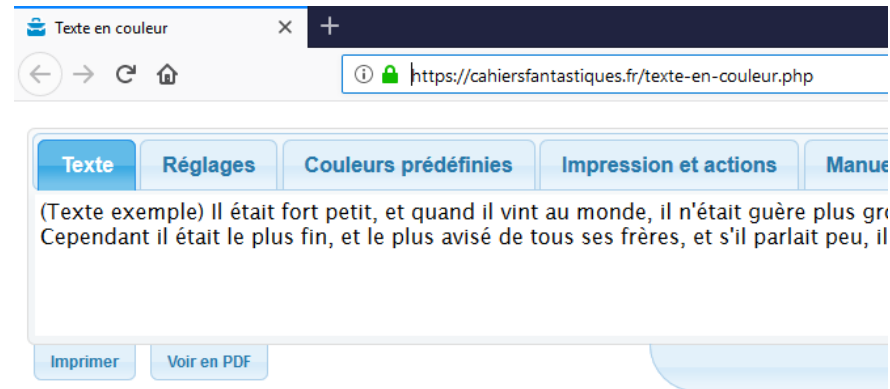 Texte en couleur
https://cahiersfantastiques.fr/texte-en-couleur.php
Texte Réglages Couleurs prédéfinies Impression et actions
(Texte exemple) Il était fort petit, et quand il vint au monde, il n'était guère plus
Cependant il était le plus fin, et le plus avisé de tous ses frères, et s'il parlait peu, il
Imprimer Voir en PDF